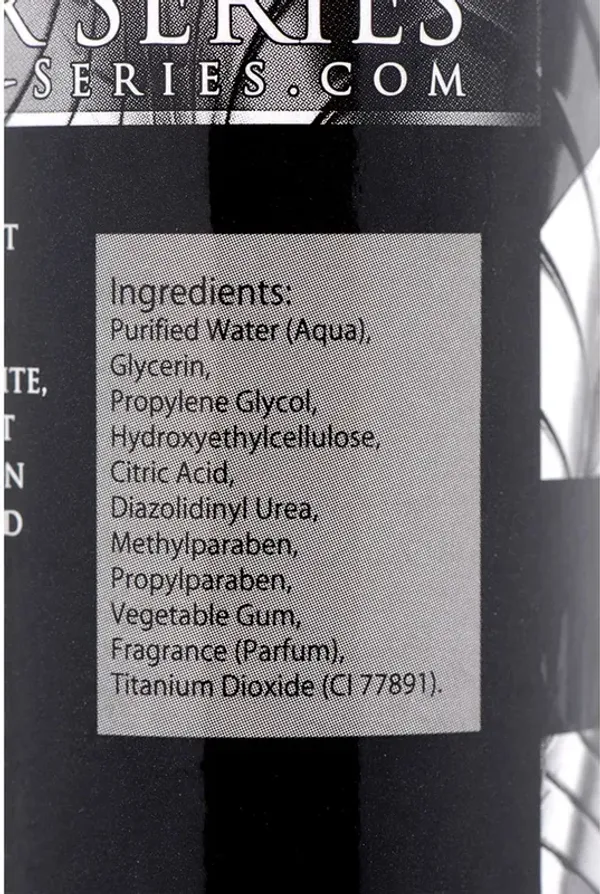 SERIES
-SERIES.COM
Ingredients:
Purified Water (Aqua),
Glycerin,
Propylene Glycol,
Hydroxyethylcellulose,
Citric Acid,
Diazolidinyl Urea,
Methylparaben,
Propylparaben,
Vegetable Gum,
Fragrance (Parfum),
Titanium Dioxide (CI 77891).